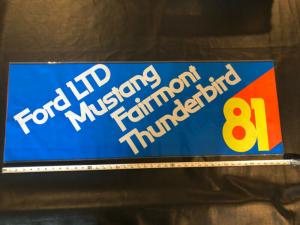 Ford LTD
Mustang
Fairmont
Thunderbird
81